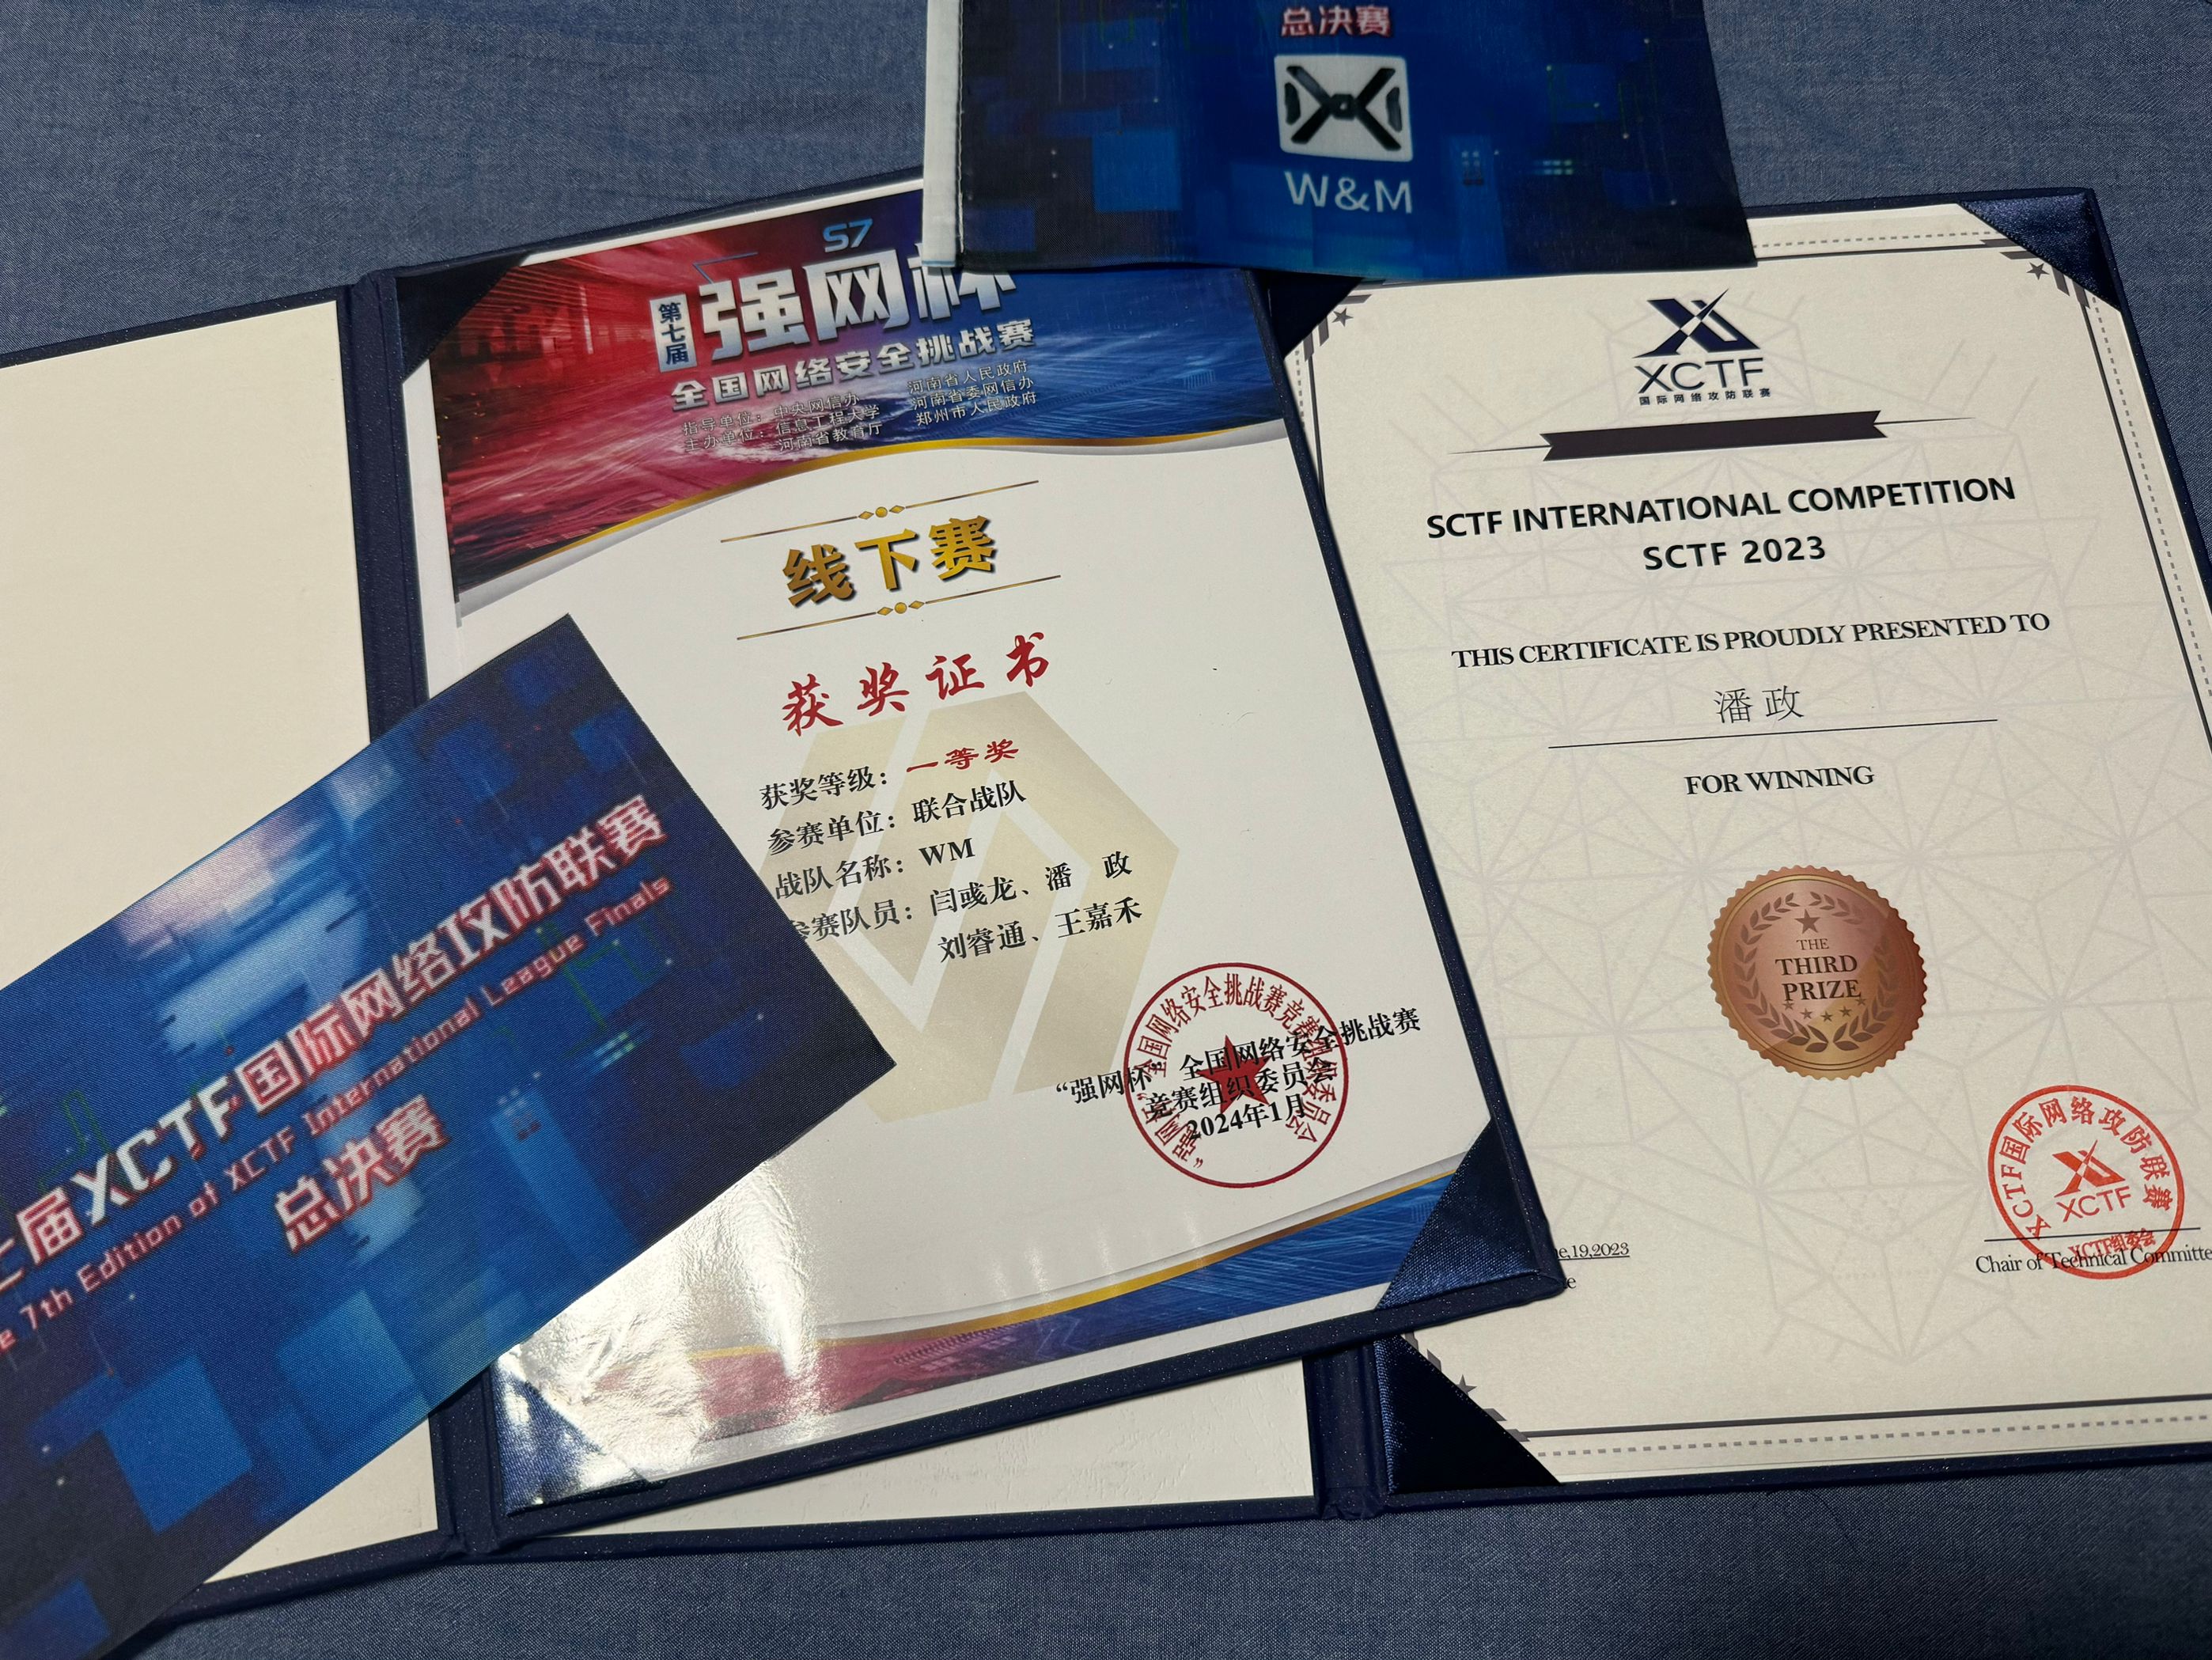 总决赛
W&M
S7
第七届
强网杯
全国网络安全挑战赛
指导单位：中央网信办
主办单位：信息工程大学
河南省教育厅
河南省人民政府
河南省委网信办
郑州市人民政府
线下赛
获奖证书
获奖等级：一等奖
参赛单位：联合战队
战队名称：WM
参赛队员：闫彧龙、潘 政
刘睿通、王嘉禾
“强网杯”全国网络安全挑战赛
竞赛组织委员会
2024年1月
“强网杯”全国网络安全挑战赛竞赛组织委员会
七届XCTF国际网络攻防联赛
7th Edition of XCTF International League Finals
总决赛
XCTF
国际网络攻防联赛
SCTF INTERNATIONAL COMPETITION
SCTF 2023
THIS CERTIFICATE IS PROUDLY PRESENTED TO
潘政
FOR WINNING
THE
THIRD
PRIZE
XCTF国际网络攻防联赛
XCTF
XCTF组委会
19,2023
Chair of Technical Committe